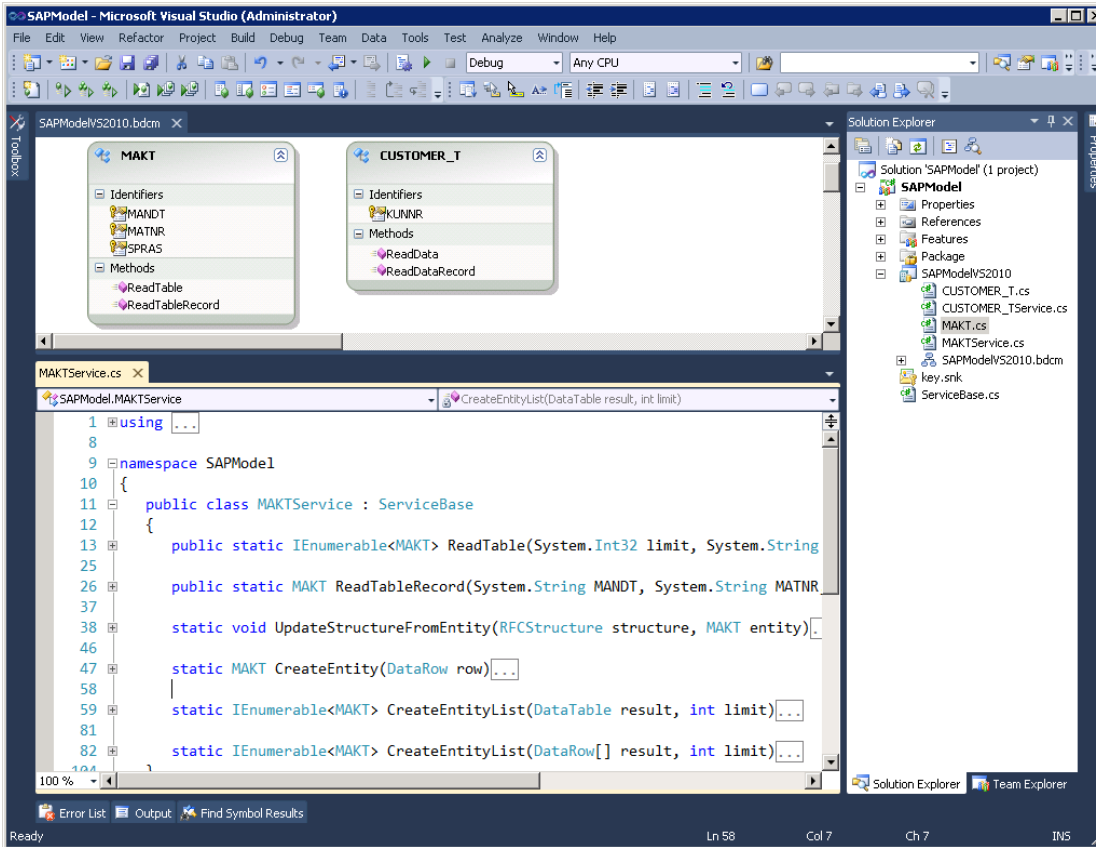 SAPModel - Microsoft Visual Studio (Administrator)
File Edit View Refactor Project Build Debug Team Data Tools Test Analyze Window Help
Debug Any CPU
Toolbox
SAPModelVS2010.bdcm
MAKT
Identifiers
MANDT
MATNR
SPRAS
Methods
ReadTable
ReadTableRecord
CUSTOMER_T
Identifiers
KUNNR
Methods
ReadData
ReadDataRecord
MAKTService.cs
SAPModel.MAKTService CreateEntityList(DataTable result, int limit)
1 using ...
8
9 namespace SAPModel
10 {
11 public class MAKTService : ServiceBase
12 {
13 public static IEnumerable<MAKT> ReadTable(System.Int32 limit, System.String
25
26 public static MAKT ReadTableRecord(System.String MANDT, System.String MATNR
37
38 static void UpdateStructureFromEntity(RFCStructure structure, MAKT entity)
46
47 static MAKT CreateEntity(DataRow row)...
58
59 static IEnumerable<MAKT> CreateEntityList(DataTable result, int limit)...
81
82 static IEnumerable<MAKT> CreateEntityList(DataRow[] result, int limit)...
104 }
100 %
Solution Explorer
Solution 'SAPModel' (1 project)
SAPModel
Properties
References
Features
Package
SAPModelVS2010
CUSTOMER_T.cs
CUSTOMER_TService.cs
MAKT.cs
MAKTService.cs
SAPModelVS2010.bdcm
key.snk
ServiceBase.cs
Properties
Solution Explorer Team Explorer
Error List Output Find Symbol Results
Ready Ln 58 Col 7 Ch 7 INS